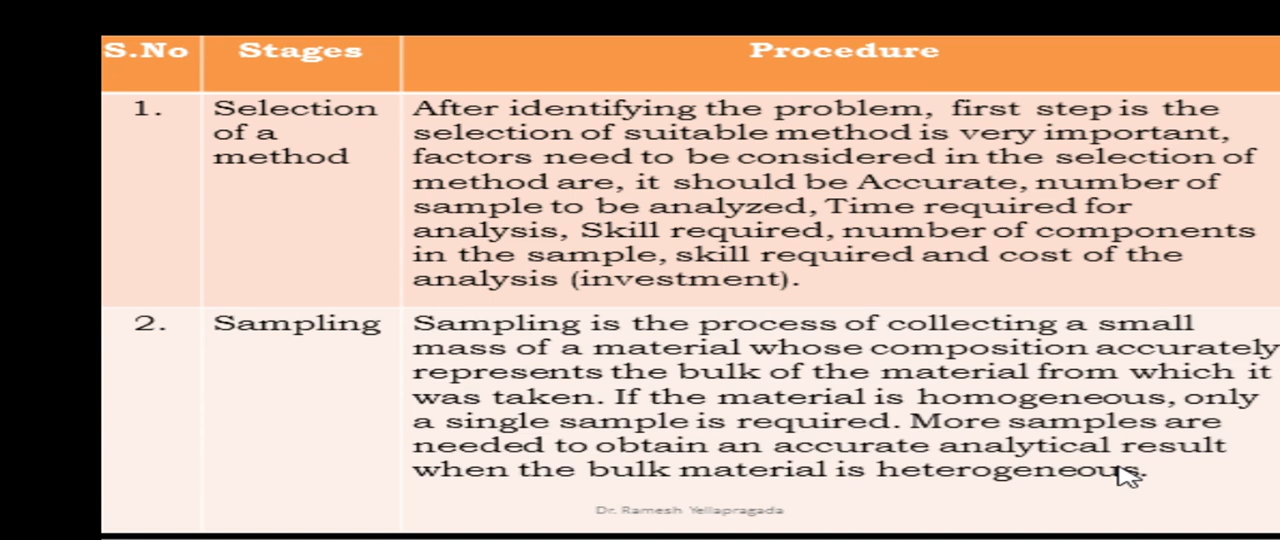 S.No Stages Procedure
1. Selection of a method
After identifying the problem, first step is the
selection of suitable method is very important,
factors need to be considered in the selection of
method are, it should be Accurate, number of
sample to be analyzed, Time required for
analysis, Skill required, number of components
in the sample, skill required and cost of the
analysis (investment).
2. Sampling
Sampling is the process of collecting a small
mass of a material whose composition accurately
represents the bulk of the material from which it
was taken. If the material is homogeneous, only
a single sample is required. More samples are
needed to obtain an accurate analytical result
when the bulk material is heterogeneous.
Dr. Ramesh Yellapragada